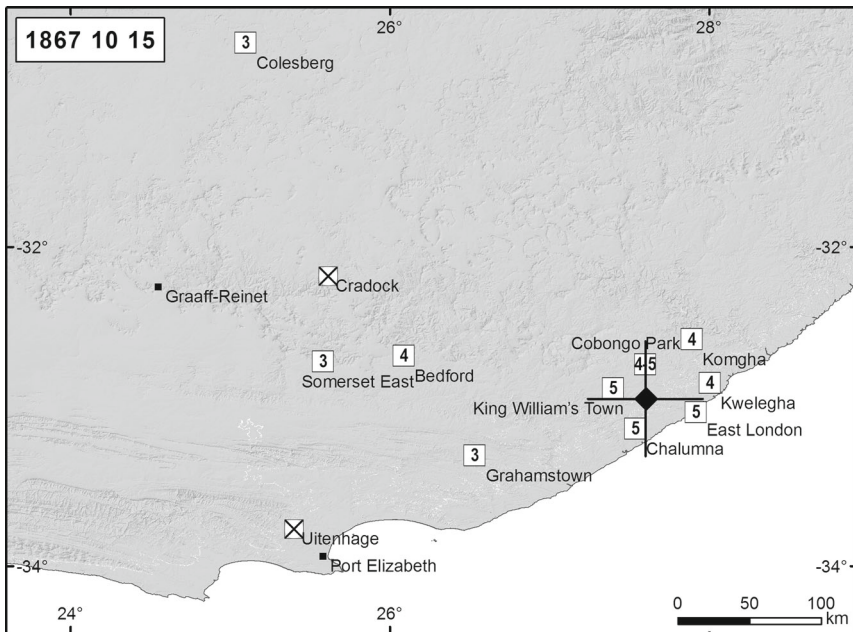 1867 10 15
26°
28°
3
Colesberg
-32°
-32°
Cradock
Graaff-Reinet
Cobongo Park
4
Komgha
4-5
3
Somerset East
4
Bedford
5
4
Kwelegha
King William's Town
5
East London
5
Chalumna
3
Grahamstown
Uitenhage
Port Elizabeth
-34°
-34°
24°
26°
0 50 100
km